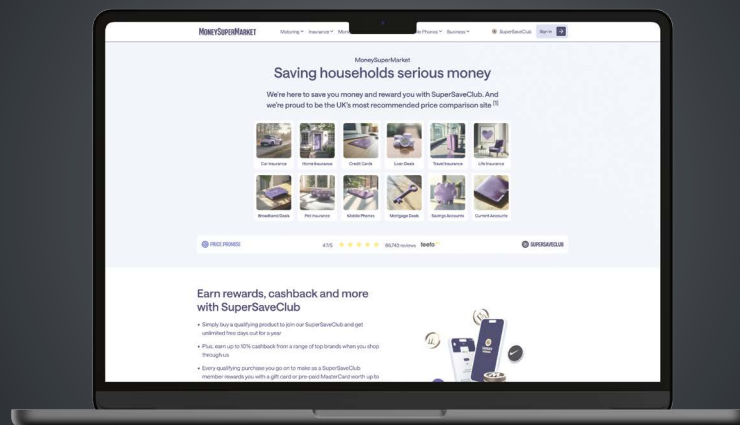 MONEYSUPERMARKET Motoring Insurance Phones Business SuperSaveClub Sign in
MoneySuperMarket
Saving households serious money
We're here to save you money and reward you with SuperSaveClub. And
we're proud to be the UK's most recommended price comparison site [1]
Car Insurance Home Insurance Credit Cards Loan Deals Travel Insurance Life Insurance
Broadband Deals Pet Insurance Mobile Phones Mortgage Deals Savings Accounts Current Accounts
PRICE PROMISE 4.7/5 66,743 reviews feefo SUPERSAVECLUB
Earn rewards, cashback and more
with SuperSaveClub
• Simply buy a qualifying product to join our SuperSaveClub and get
unlimited free days out for a year
• Plus, earn up to 10% cashback from a range of top brands when you shop
through us
• Every qualifying purchase you go on to make as a SuperSaveClub
member rewards you with a gift card or pre-paid MasterCard worth up to